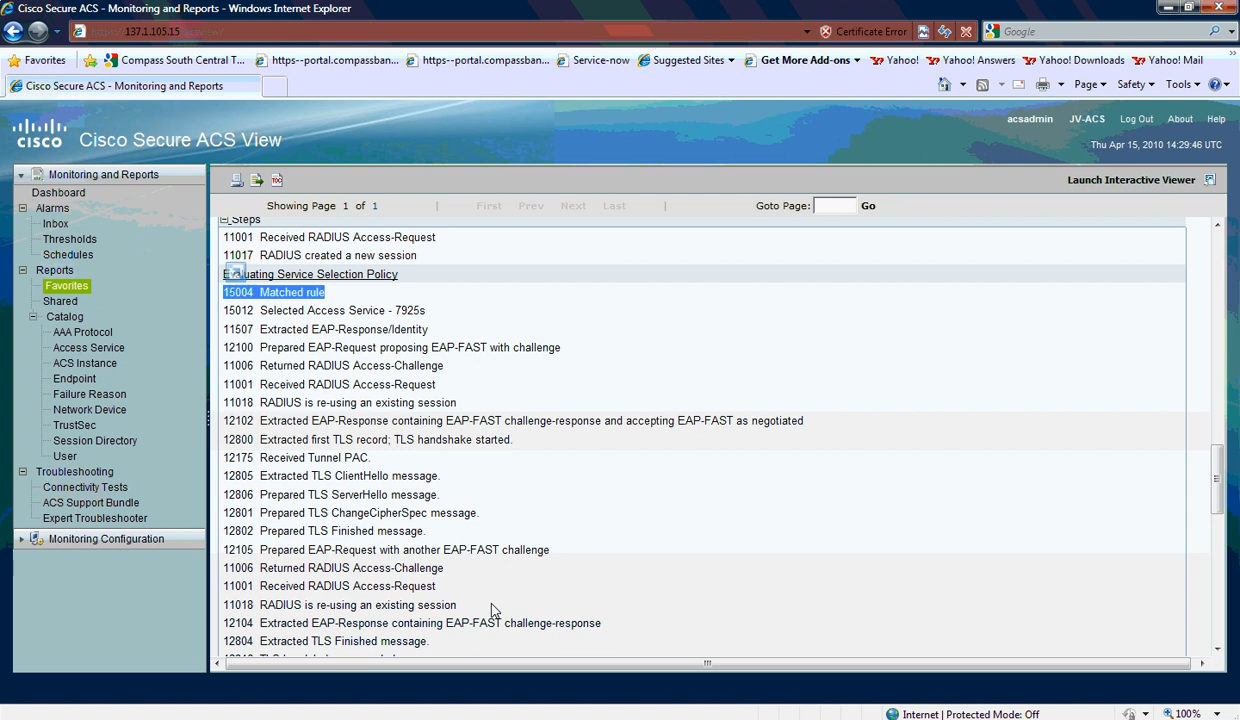 Cisco Secure ACS - Monitoring and Reports - Windows Internet Explorer
137.1.105.15
Certificate Error
Google
Favorites
Compass South Central T...
https--portal.compassban...
https--portal.compassban...
Service-now
Suggested Sites
Get More Add-ons
Yahoo!
Yahoo! Answers
Yahoo! Downloads
Yahoo! Mail
Cisco Secure ACS - Monitoring and Reports
Page
Safety
Tools
CISCO
Cisco Secure ACS View
acsadmin
JV-ACS
Log Out
About
Help
Thu Apr 15, 2010 14:29:46 UTC
Monitoring and Reports
Dashboard
Alarms
Inbox
Thresholds
Schedules
Reports
Favorites
Shared
Catalog
AAA Protocol
Access Service
ACS Instance
Endpoint
Failure Reason
Network Device
TrustSec
Session Directory
User
Troubleshooting
Connectivity Tests
ACS Support Bundle
Expert Troubleshooter
Monitoring Configuration
TOC
Launch Interactive Viewer
Showing Page 1 of 1 | First Prev Next Last | Goto Page: Go
Steps
11001 Received RADIUS Access-Request
11017 RADIUS created a new session
Evaluating Service Selection Policy
15004 Matched rule
15012 Selected Access Service - 7925s
11507 Extracted EAP-Response/Identity
12100 Prepared EAP-Request proposing EAP-FAST with challenge
11006 Returned RADIUS Access-Challenge
11001 Received RADIUS Access-Request
11018 RADIUS is re-using an existing session
12102 Extracted EAP-Response containing EAP-FAST challenge-response and accepting EAP-FAST as negotiated
12800 Extracted first TLS record; TLS handshake started.
12175 Received Tunnel PAC.
12805 Extracted TLS ClientHello message.
12806 Prepared TLS ServerHello message.
12801 Prepared TLS ChangeCipherSpec message.
12802 Prepared TLS Finished message.
12105 Prepared EAP-Request with another EAP-FAST challenge
11006 Returned RADIUS Access-Challenge
11001 Received RADIUS Access-Request
11018 RADIUS is re-using an existing session
12104 Extracted EAP-Response containing EAP-FAST challenge-response
12804 Extracted TLS Finished message.
Internet | Protected Mode: Off
100%